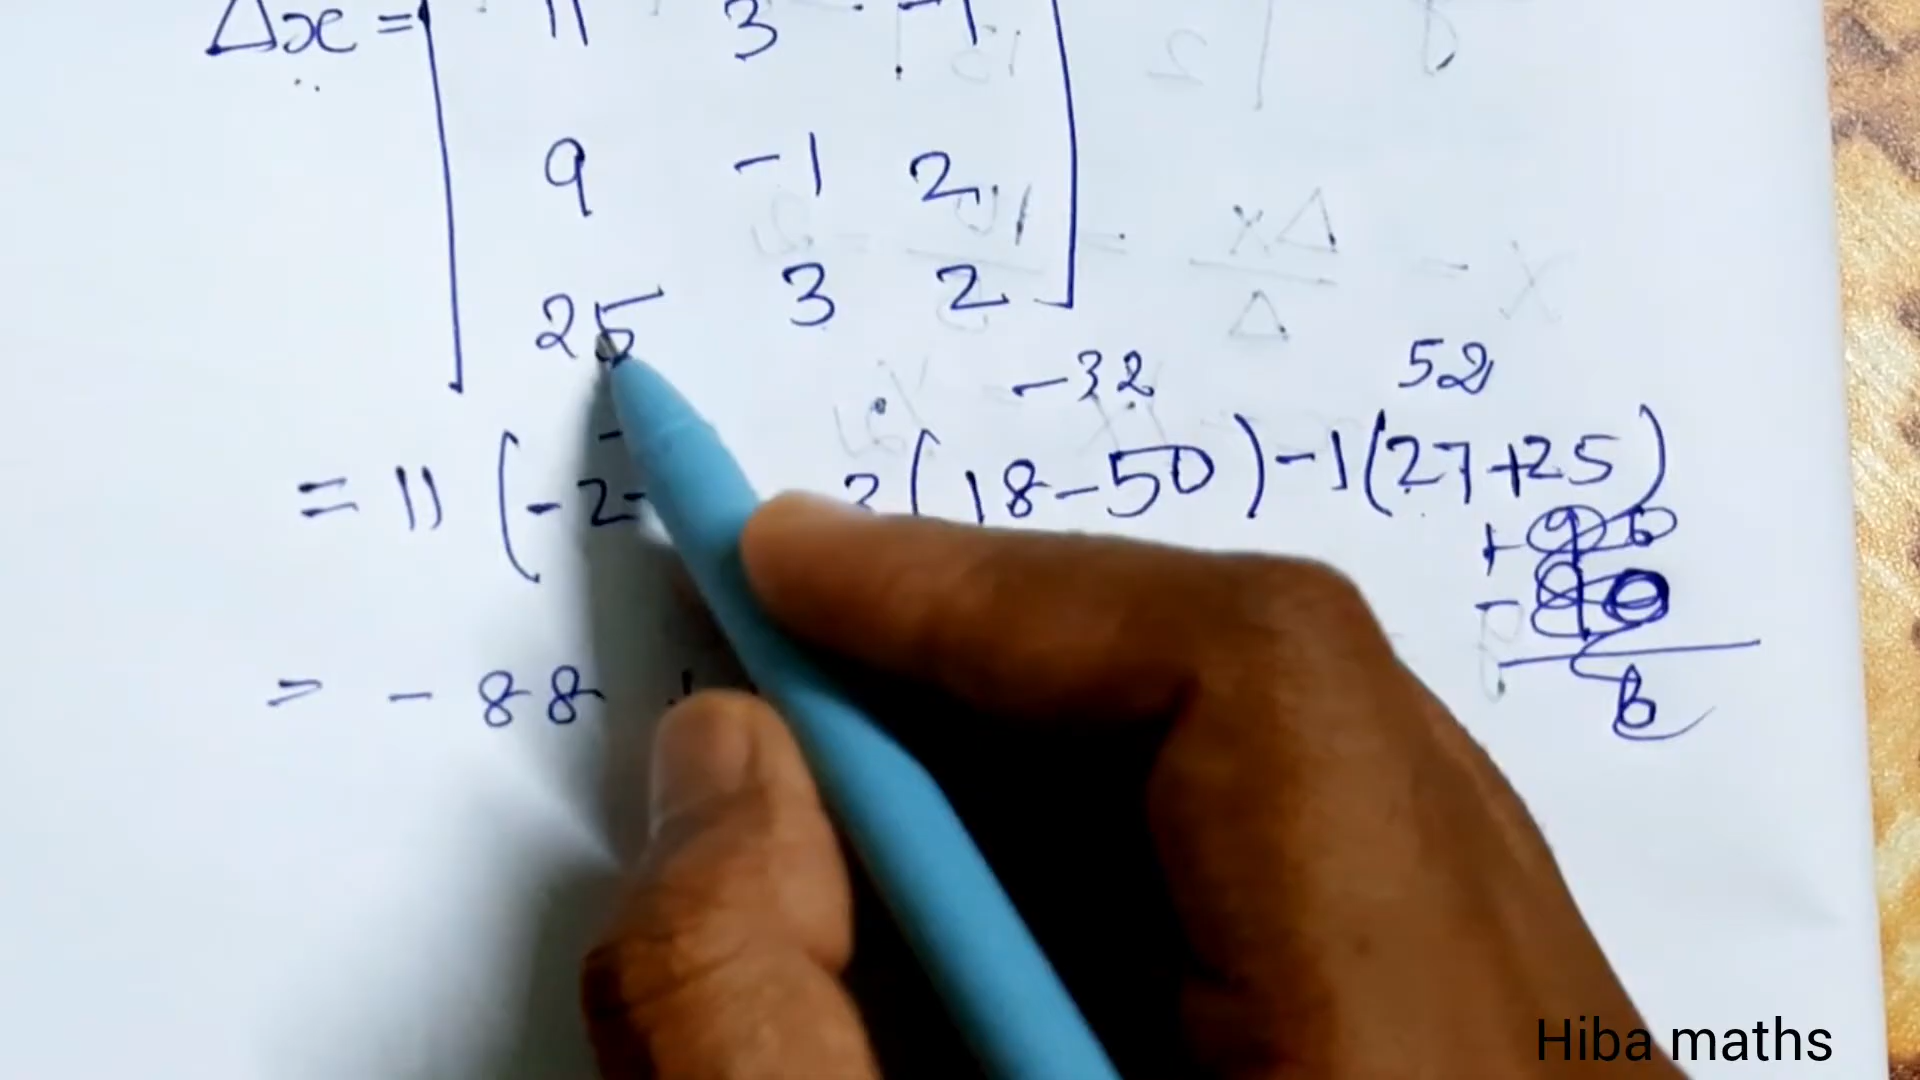 Δx = 11 3 -1
9 -1 2
25 3 2
-32 52
= 11 (-2- 3 (18-50) -1 (27+25)
= - 88
Hiba maths